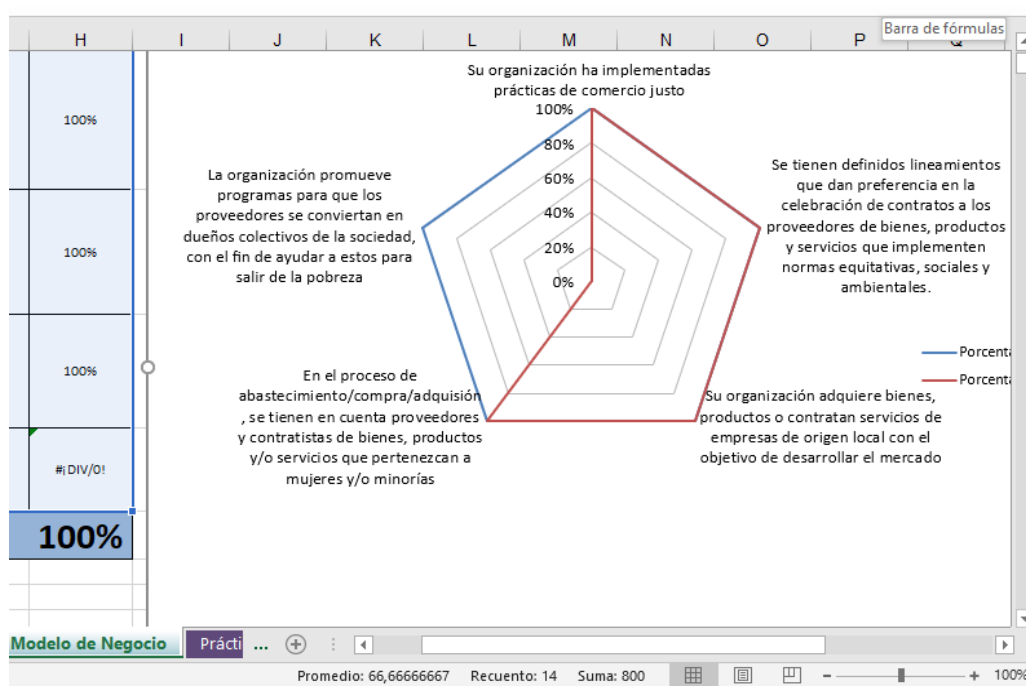 Barra de fórmulas
H I J K L M N O P Q
100%
100%
100%
#¡DIV/0!
100%
Su organización ha implementadas
prácticas de comercio justo
100%
80%
60%
40%
20%
0%
Se tienen definidos lineamientos
que dan preferencia en la
celebración de contratos a los
proveedores de bienes, productos
y servicios que implementen
normas equitativas, sociales y
ambientales.
Su organización adquiere bienes,
productos o contratan servicios de
empresas de origen local con el
objetivo de desarrollar el mercado
En el proceso de
abastecimiento/compra/adquisión
, se tienen en cuenta proveedores
y contratistas de bienes, productos
y/o servicios que pertenezcan a
mujeres y/o minorías
La organización promueve
programas para que los
proveedores se conviertan en
dueños colectivos de la sociedad,
con el fin de ayudar a estos para
salir de la pobreza
Porcenta
Porcenta
Modelo de Negocio Prácti ...
Promedio: 66,66666667 Recuento: 14 Suma: 800 100%